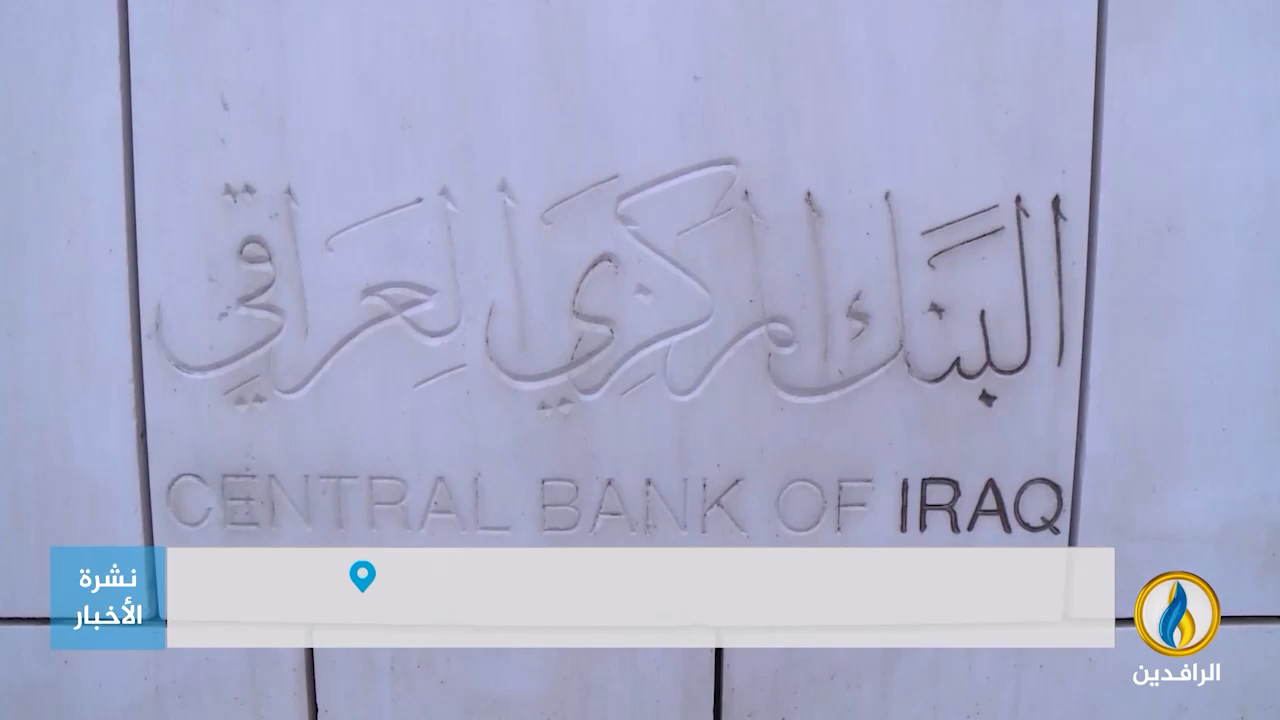 البنك المركزي العراقي
CENTRAL BANK OF IRAQ
نشرة
الأخبار
الرافدين